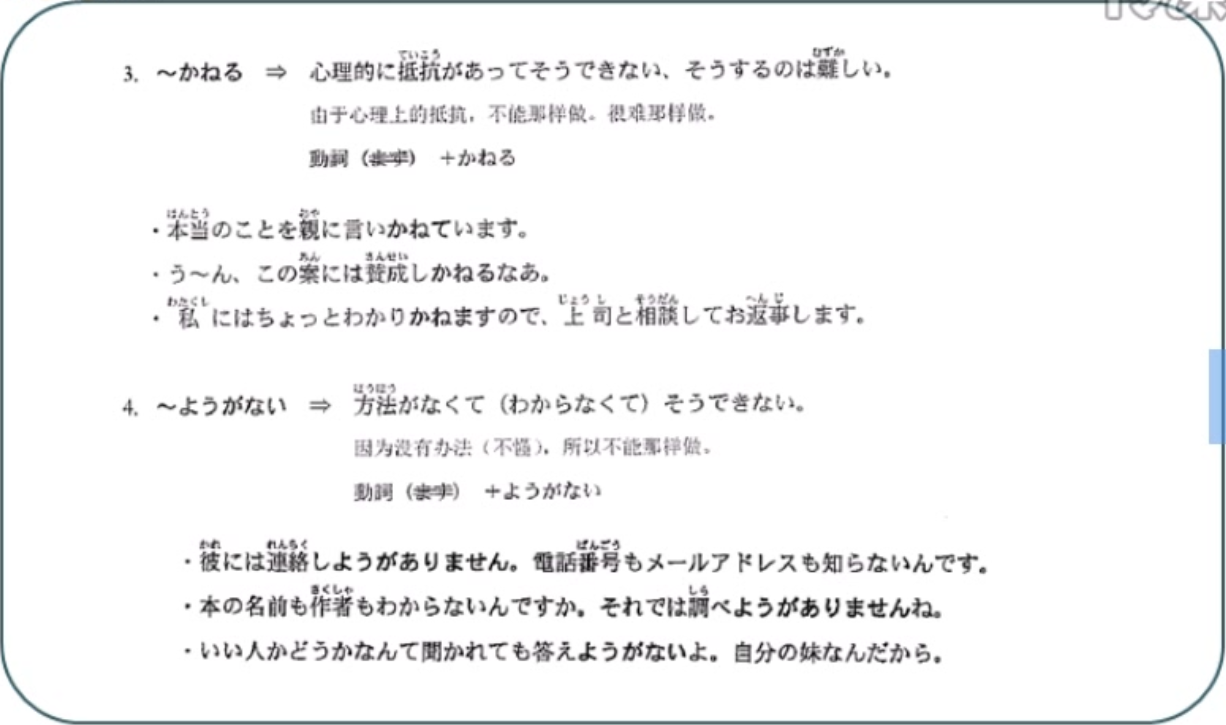 3. ～かねる ⇒ 心理的に抵抗があってそうできない、そうするのは難しい。
由于心理上的抵抗，不能那样做。很难那样做。
動詞（ます） ＋かねる
・本当のことを親に言いかねています。
・う～ん、この案には賛成しかねるなあ。
・私にはちょっとわかりかねますので、上司と相談してお返事します。
4. ～ようがない ⇒ 方法がなくて（わからなくて）そうできない。
因为没有办法（不懂），所以不能那样做。
動詞（ます） ＋ようがない
・彼には連絡しようがありません。電話番号もメールアドレスも知らないんです。
・本の名前も作者もわからないんですか。それでは調べようがありませんね。
・いい人かどうかなんて聞かれても答えようがないよ。自分の妹なんだから。